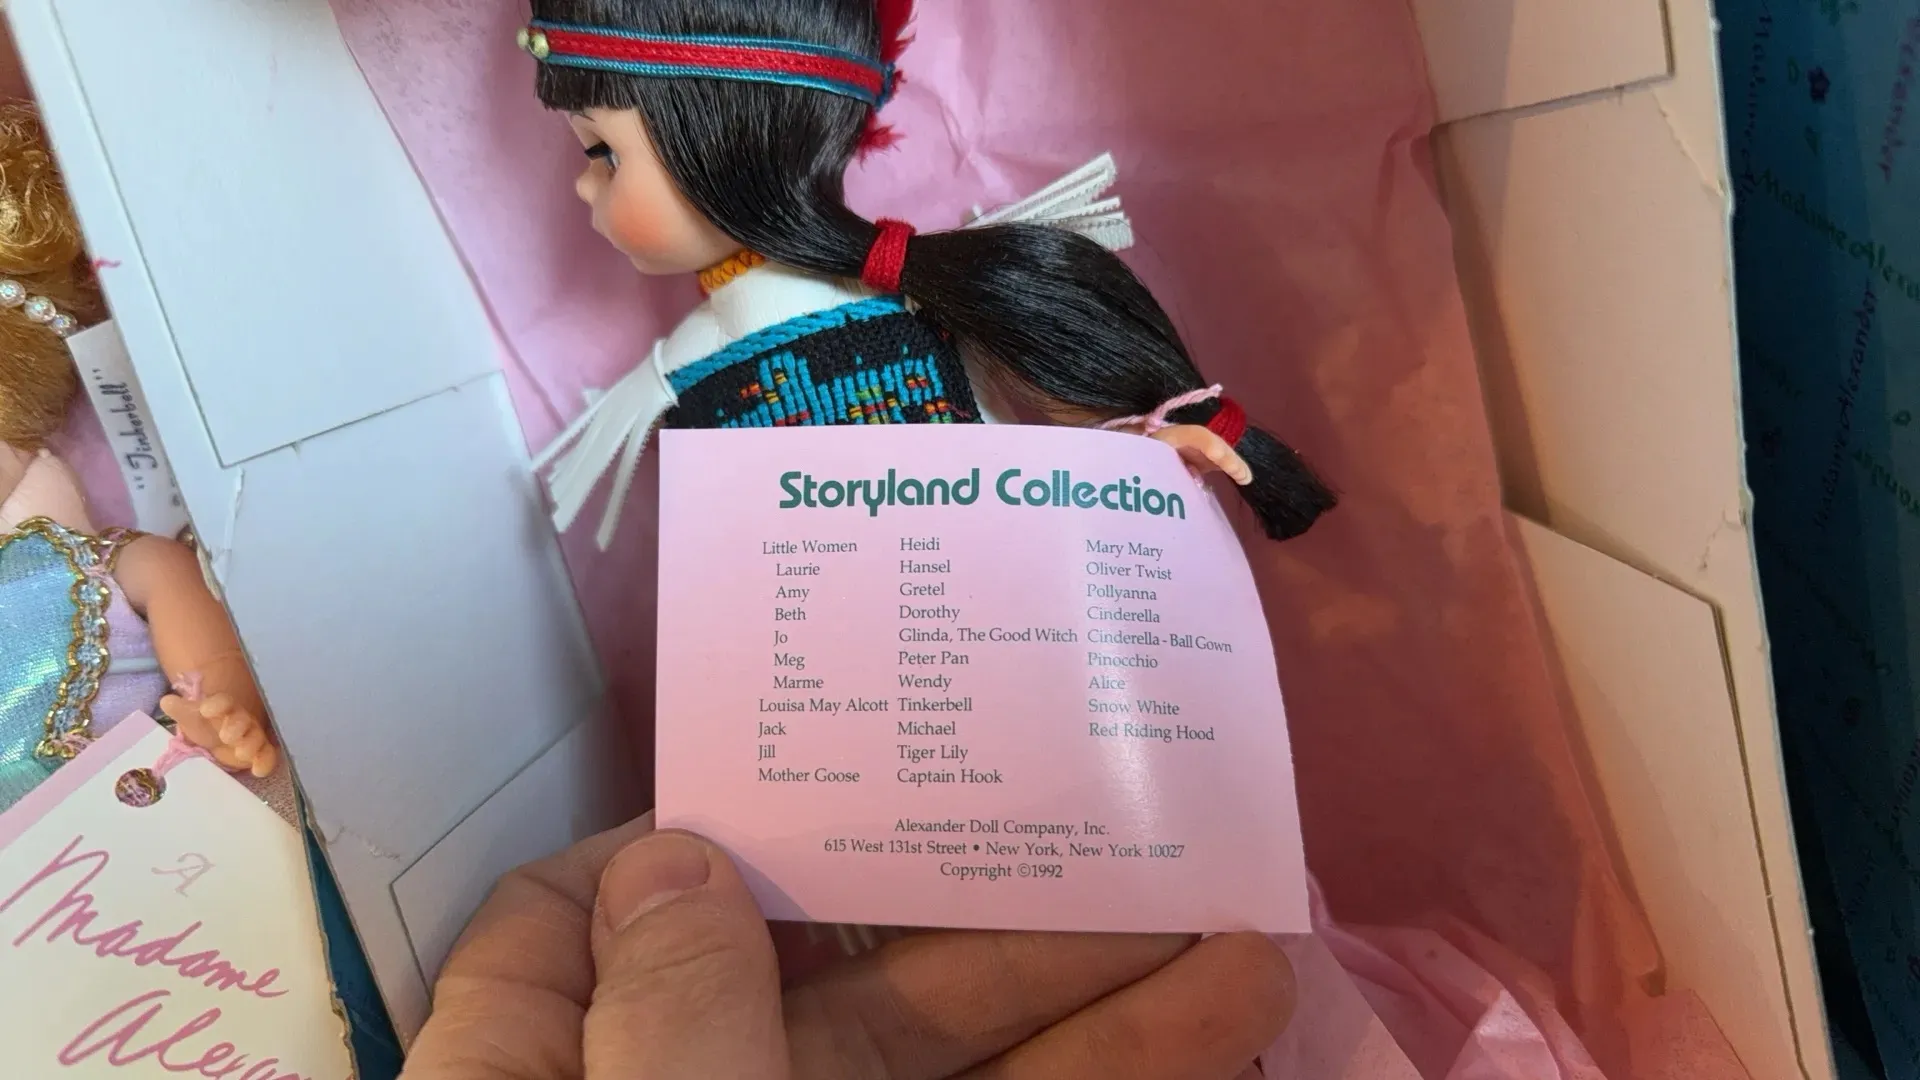 Storyland Collection
Little Women
Laurie
Amy
Beth
Jo
Meg
Marme
Louisa May Alcott
Jack
Jill
Mother Goose
Heidi
Hansel
Gretel
Dorothy
Glinda, The Good Witch
Peter Pan
Wendy
Tinkerbell
Michael
Tiger Lily
Captain Hook
Mary Mary
Oliver Twist
Pollyanna
Cinderella
Cinderella - Ball Gown
Pinocchio
Alice
Snow White
Red Riding Hood
Alexander Doll Company, Inc.
615 West 131st Street • New York, New York 10027
Copyright ©1992
"Tinkerbell"
A
Madame
Madame Alexander